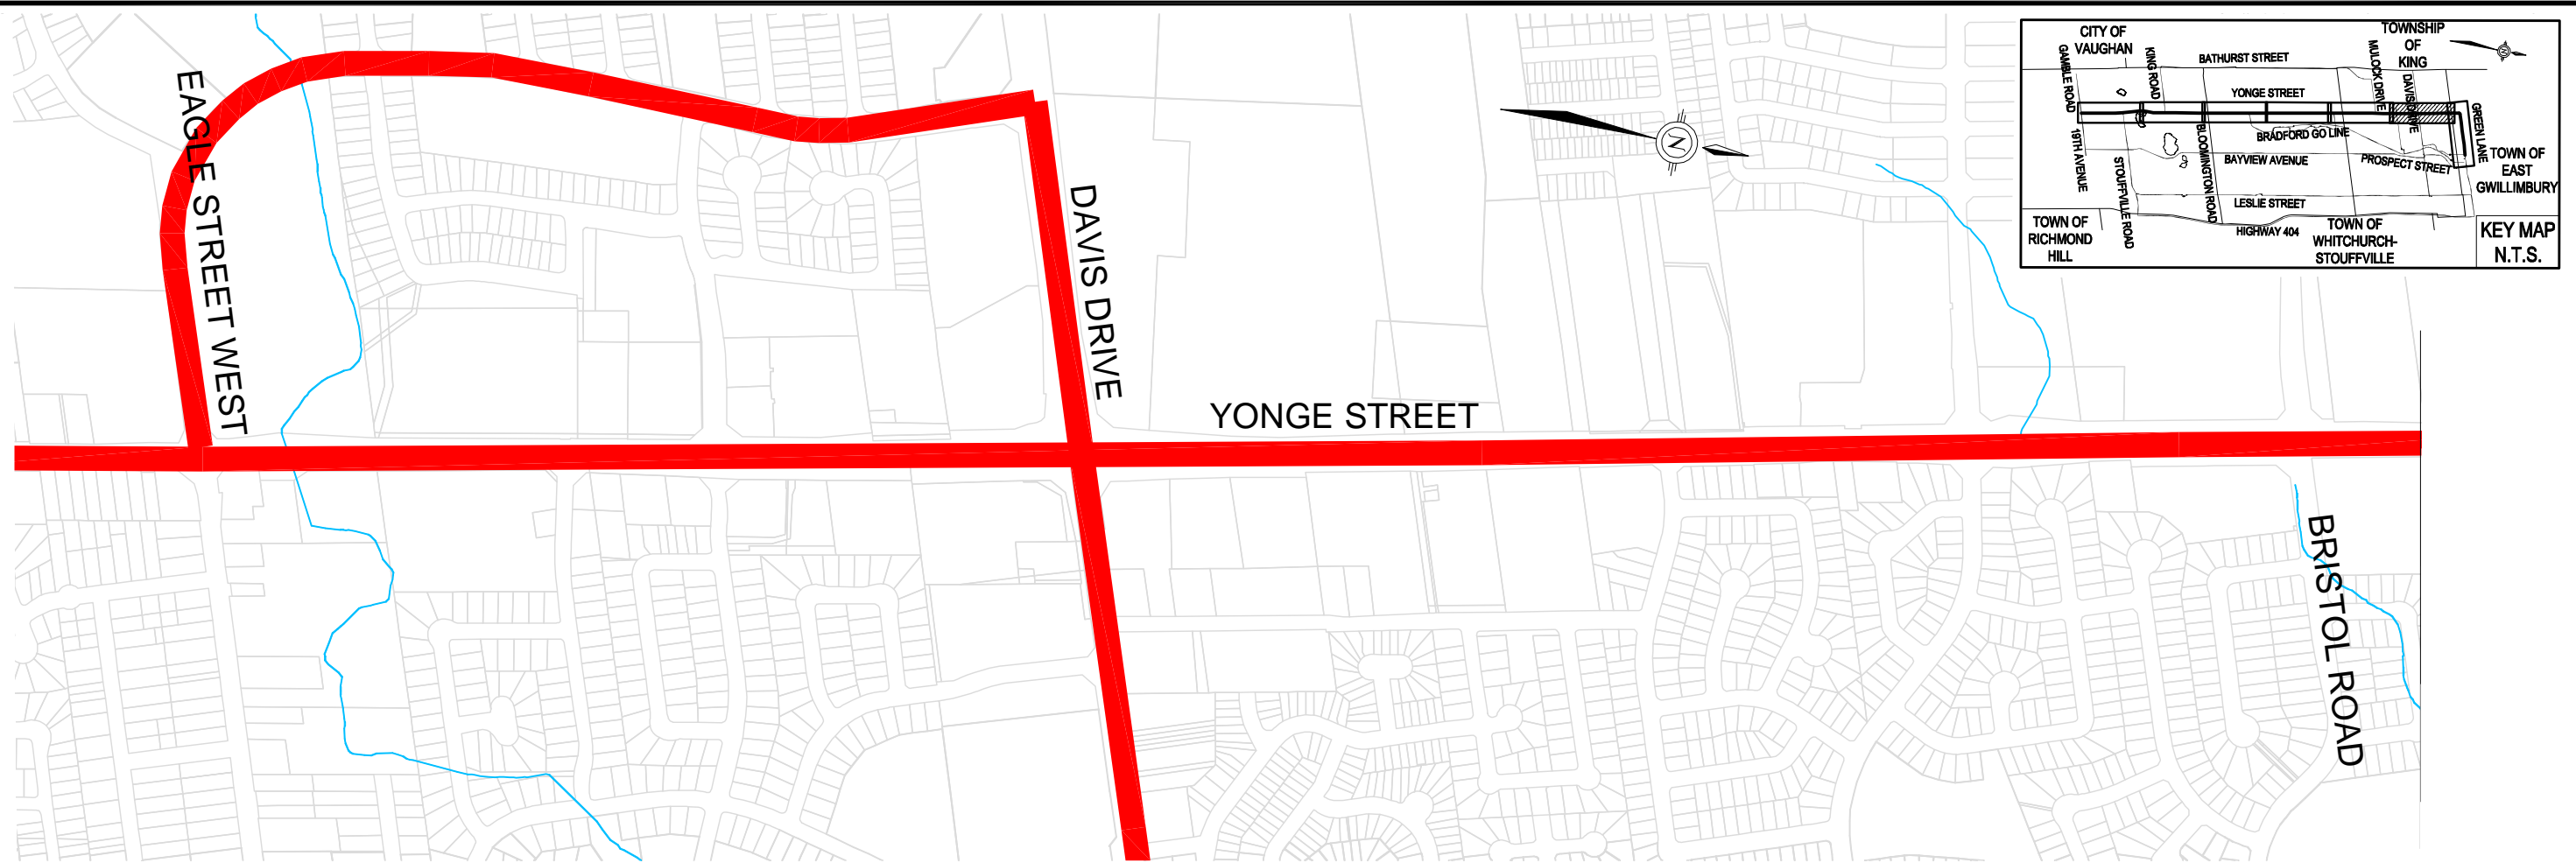 EAGLE STREET WEST
DAVIS DRIVE
YONGE STREET
BRISTOL ROAD
N
CITY OF
VAUGHAN
TOWNSHIP
OF
KING
GAMBLE ROAD
KING ROAD
BATHURST STREET
MULOCK DRIVE
DAVIS DRIVE
YONGE STREET
GREEN LANE
BRADFORD GO LINE
19TH AVENUE
STOUFFVILLE ROAD
BLOOMINGTON ROAD
BAYVIEW AVENUE
PROSPECT STREET
TOWN OF
EAST
GWILLIMBURY
LESLIE STREET
HIGHWAY 404
TOWN OF
RICHMOND
HILL
TOWN OF
WHITCHURCH-
STOUFFVILLE
KEY MAP
N.T.S.